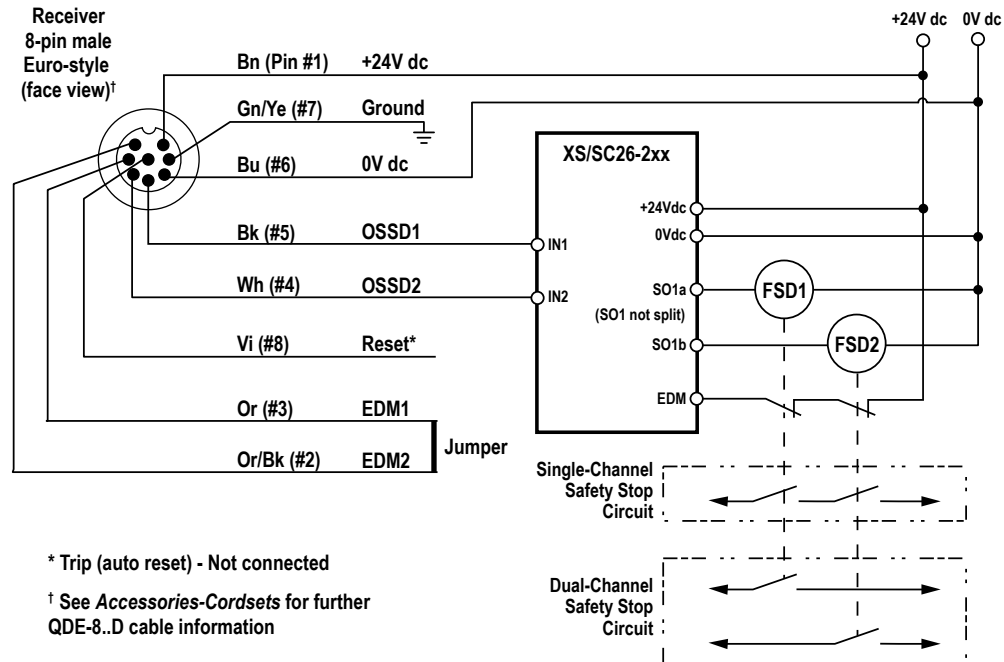 Receiver
8-pin male
Euro-style
(face view)†
+24V dc 0V dc
Bn (Pin #1) +24V dc
Gn/Ye (#7) Ground
Bu (#6) 0V dc
Bk (#5) OSSD1
Wh (#4) OSSD2
Vi (#8) Reset*
Or (#3) EDM1
Or/Bk (#2) EDM2
Jumper
XS/SC26-2xx
+24Vdc
0Vdc
IN1
IN2
SO1a
(SO1 not split)
SO1b
EDM
FSD1
FSD2
Single-Channel
Safety Stop
Circuit
Dual-Channel
Safety Stop
Circuit
* Trip (auto reset) - Not connected
† See Accessories-Cordsets for further
QDE-8..D cable information